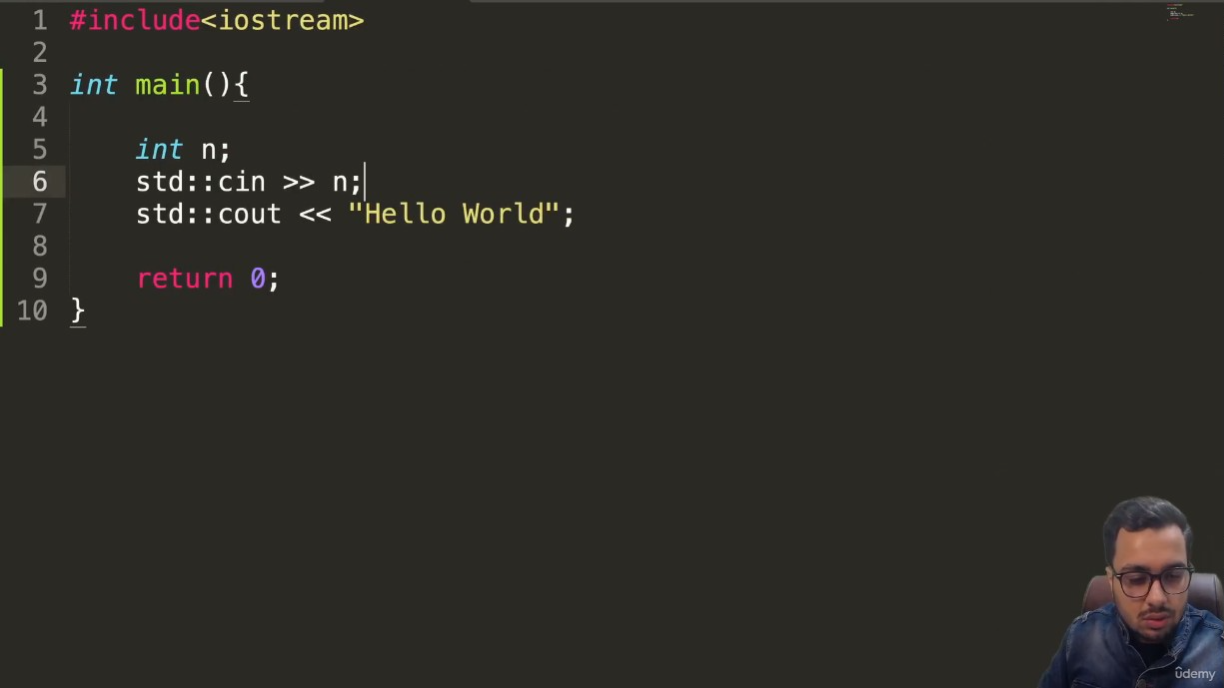 1 #include<iostream>
2
3 int main(){
4
5     int n;
6     std::cin >> n;
7     std::cout << "Hello World";
8
9     return 0;
10 }
ûdemy